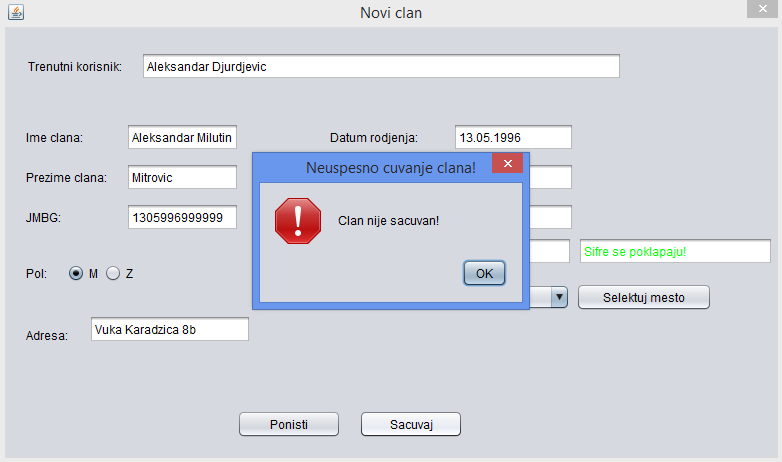 Novi clan
Trenutni korisnik: Aleksandar Djurdjevic
Ime clana: Aleksandar Milutin Datum rodjenja: 13.05.1996
Neuspesno cuvanje clana!
Prezime clana: Mitrovic
JMBG: 1305996999999
Clan nije sacuvan!
Sifre se poklapaju!
Pol: M Z
OK
Selektuj mesto
Adresa: Vuka Karadzica 8b
Ponisti Sacuvaj